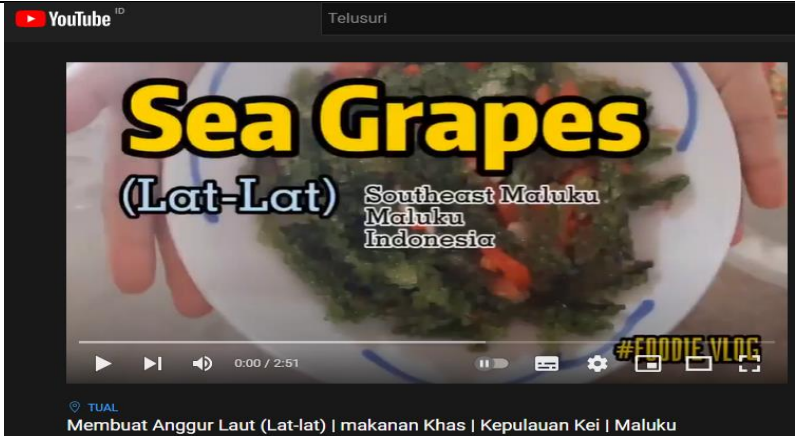 YouTube ID
Telusuri
Sea Grapes
(Lat-Lat)
Southeast Maluku
Maluku
Indonesia
#FOODIE VLOG
0:00 / 2:51
TUAL
Membuat Anggur Laut (Lat-lat) | makanan Khas | Kepulauan Kei | Maluku